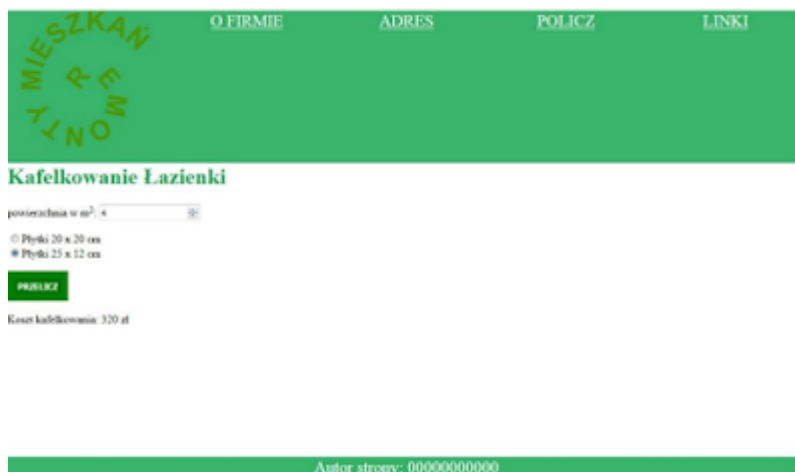 REMONTY MIESZKAŃ
O FIRMIE ADRES POLICZ LINKI
Kafelkowanie Łazienki
powierzchnia w m²: 4
Płytki 20 x 20 cm
Płytki 25 x 12 cm
PRZELICZ
Koszt kafelkowania: 320 zł
Autor strony: 00000000000